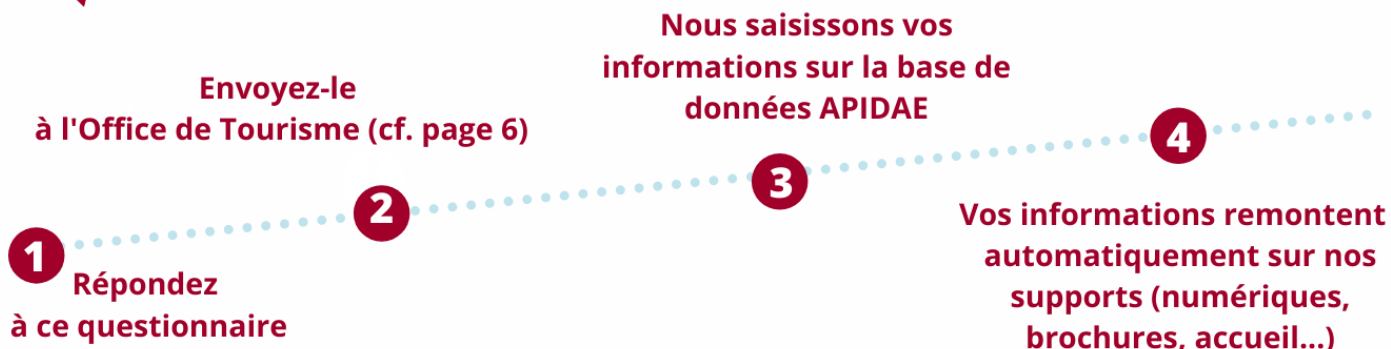 1
Répondez
à ce questionnaire
Envoyez-le
à l'Office de Tourisme (cf. page 6)
2
Nous saisissons vos
informations sur la base de
données APIDAE
3
4
Vos informations remontent
automatiquement sur nos
supports (numériques,
brochures, accueil...)